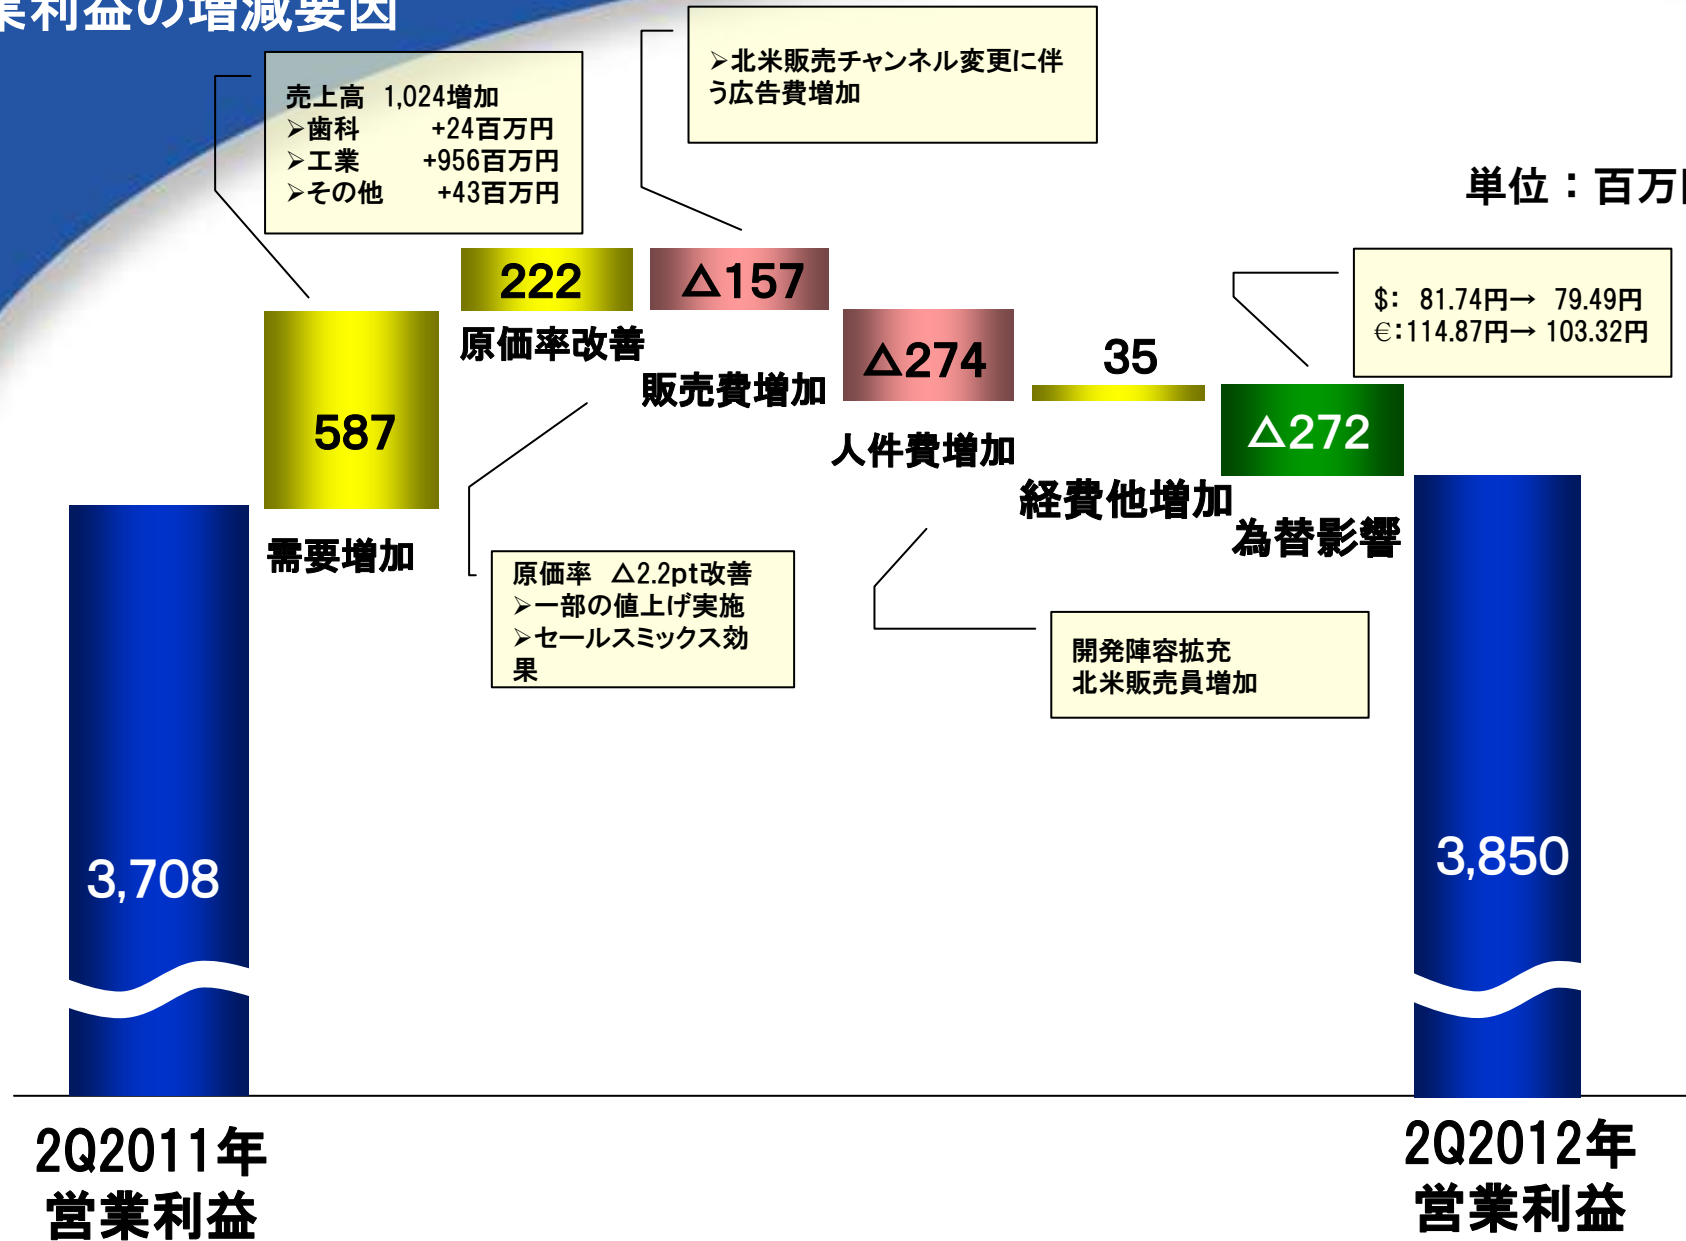 業利益の増減要因
売上高 1,024増加
➢歯科 +24百万円
➢工業 +956百万円
➢その他 +43百万円
➢北米販売チャンネル変更に伴
う広告費増加
単位：百万円
$: 81.74円→ 79.49円
€:114.87円→ 103.32円
222
△157
原価率改善
587
販売費増加
△274
35
△272
人件費増加
経費他増加
為替影響
需要増加
原価率 △2.2pt改善
➢一部の値上げ実施
➢セールスミックス効
果
開発陣容拡充
北米販売員増加
3,708
3,850
2Q2011年
営業利益
2Q2012年
営業利益